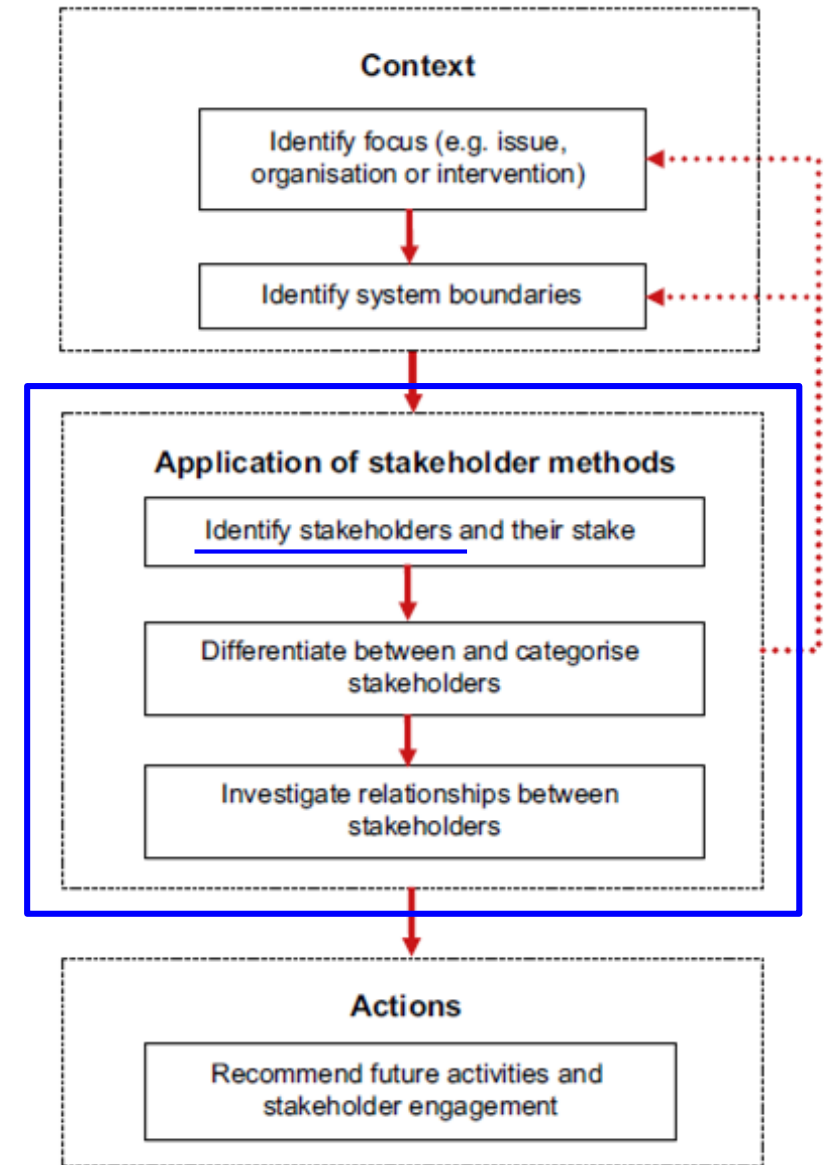 Context
Identify focus (e.g. issue,
organisation or intervention)
Identify system boundaries
Application of stakeholder methods
Identify stakeholders and their stake
Differentiate between and categorise
stakeholders
Investigate relationships between
stakeholders
Actions
Recommend future activities and
stakeholder engagement